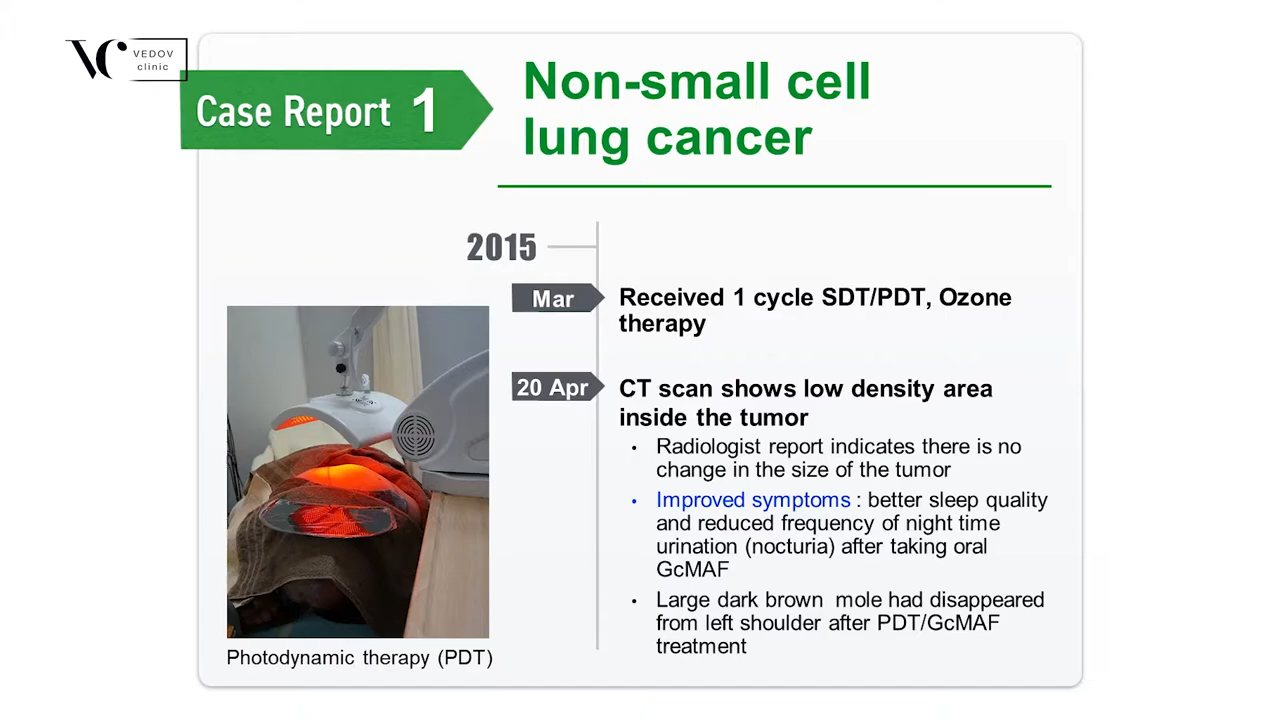 VC
VEDOV
clinic
Case Report 1
Non-small cell
lung cancer
2015
Mar
Received 1 cycle SDT/PDT, Ozone
therapy
20 Apr
CT scan shows low density area
inside the tumor
• Radiologist report indicates there is no
change in the size of the tumor
• Improved symptoms : better sleep quality
and reduced frequency of night time
urination (nocturia) after taking oral
GcMAF
• Large dark brown mole had disappeared
from left shoulder after PDT/GcMAF
treatment
Photodynamic therapy (PDT)